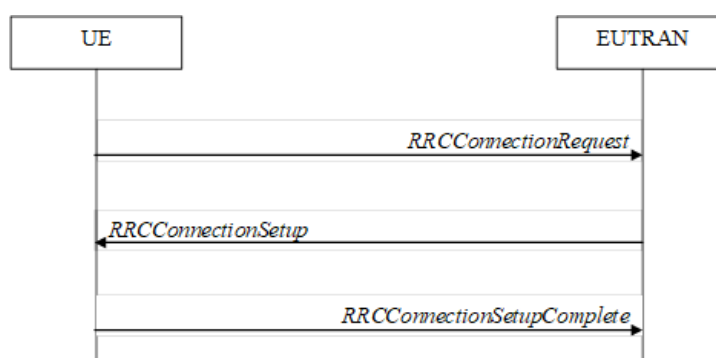 UE
EUTRAN
RRCConnectionRequest
RRCConnectionSetup
RRCConnectionSetupComplete